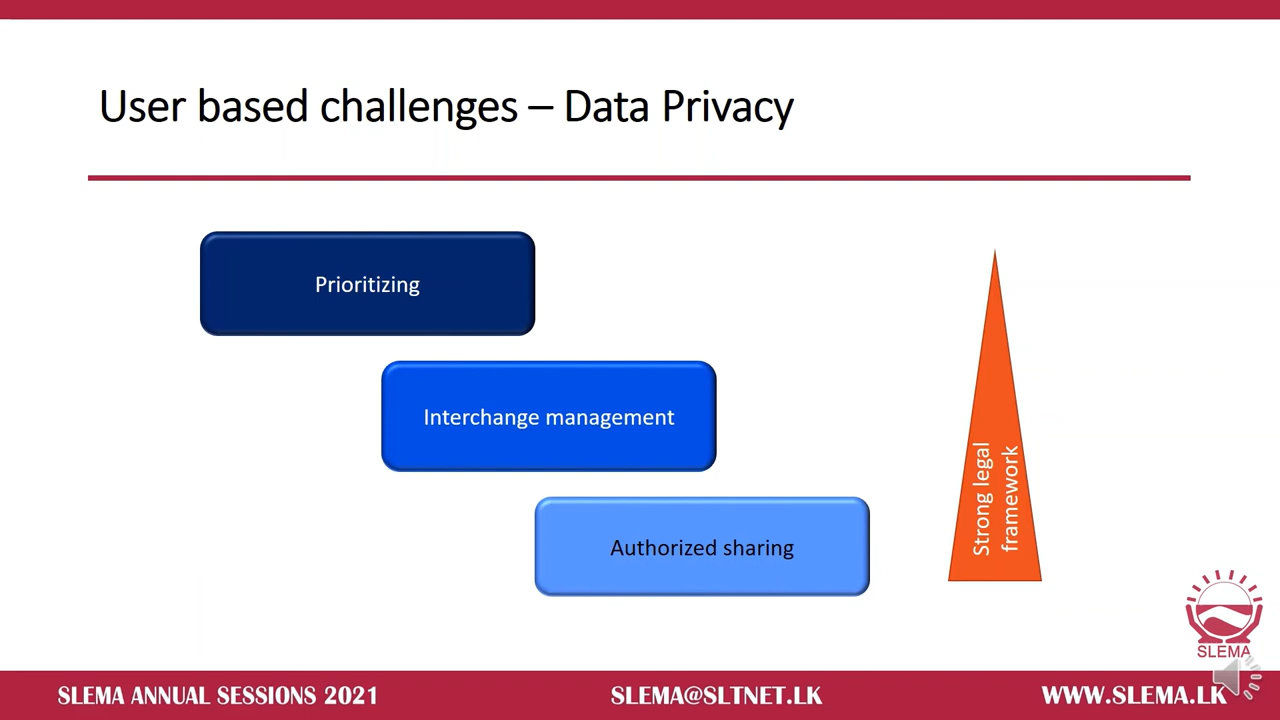 User based challenges – Data Privacy
Prioritizing
Interchange management
Authorized sharing
Strong legal
framework
SLEMA
SLEMA ANNUAL SESSIONS 2021
SLEMA@SLTNET.LK
WWW.SLEMA.LK